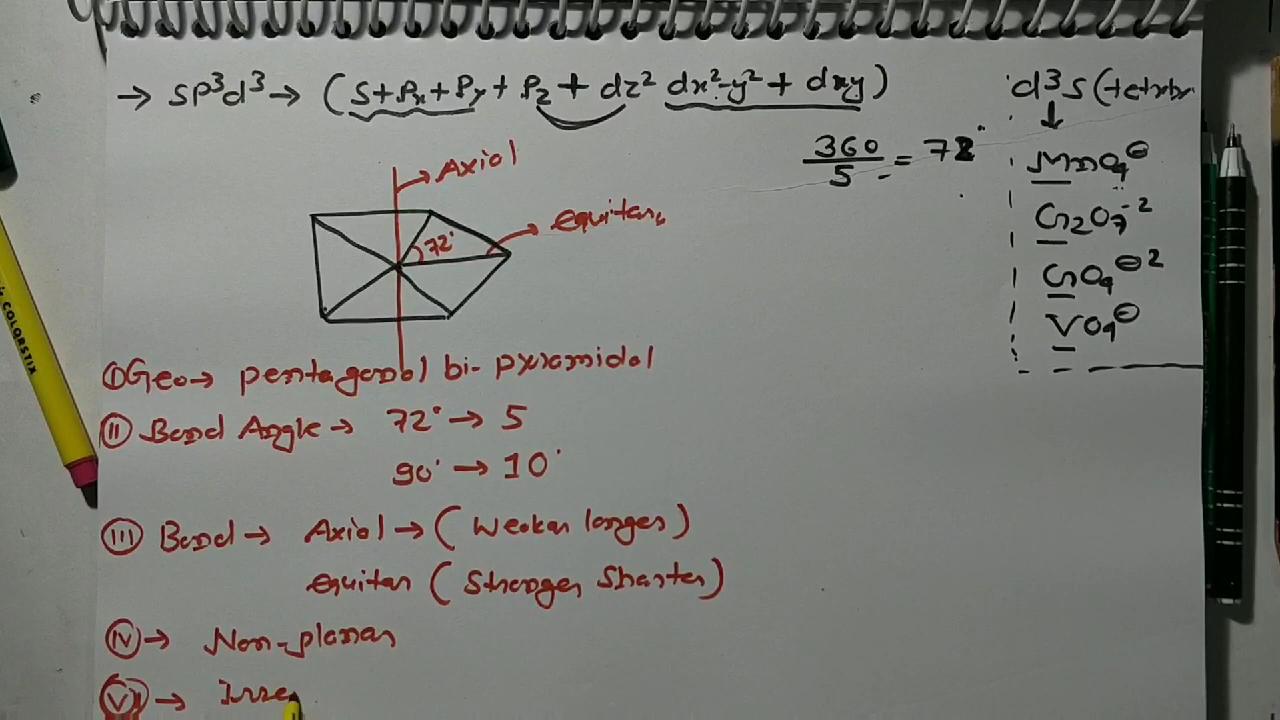 → sp³d³ → (s+Px+Py+ Pz + dz² dx²-y² + dxy)
360/5 = 72°
d³s (tetra
↓
MnO4⊖
Cr2O7⁻²
CrO4⊖²
VO4⊖
Axial
equitor
72°
I Geo → pentagonal bi-pyramidal
II Bond Angle → 72° → 5
90° → 10
III Bond → Axial → (Weaker longer)
equitor (Stronger Shorter)
IV → Non-planar
V → Irre
COLORSTIX